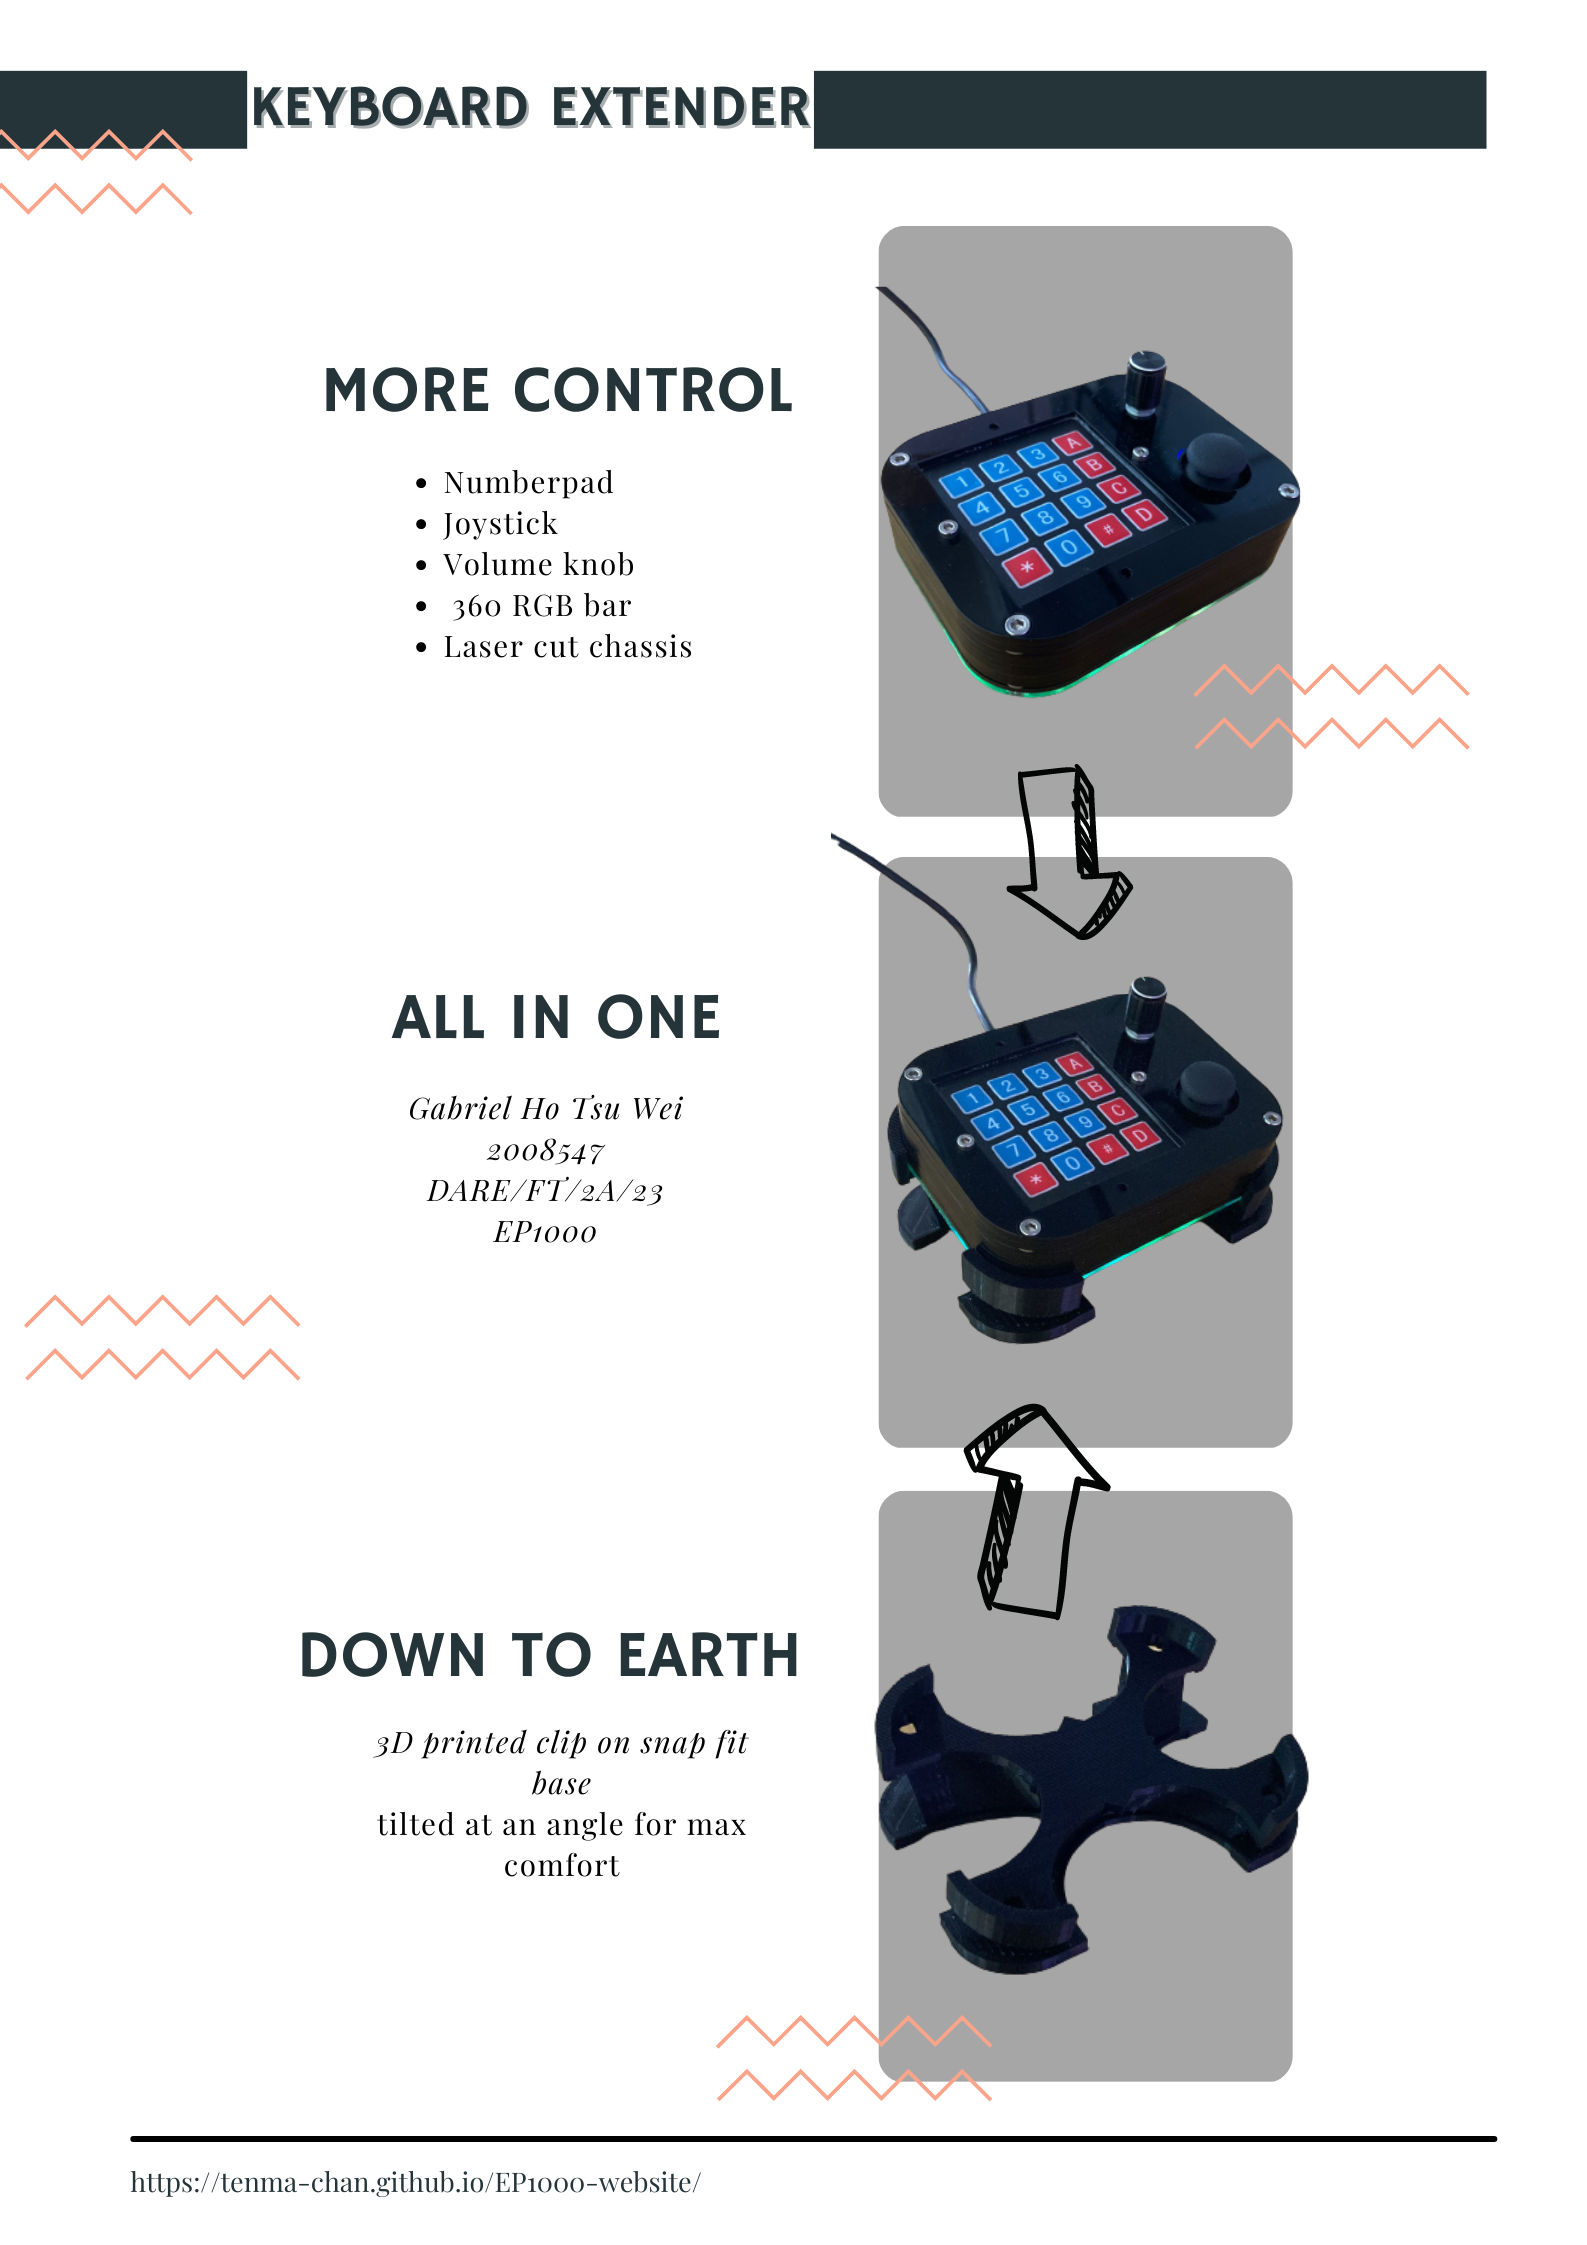 KEYBOARD EXTENDER
MORE CONTROL
• Numberpad
• Joystick
• Volume knob
• 360 RGB bar
• Laser cut chassis
1 2 3 A
4 5 6 B
7 8 9 C
* 0 # D
ALL IN ONE
Gabriel Ho Tsu Wei
2008547
DARE/FT/2A/23
EP1000
1 2 3 A
4 5 6 B
7 8 9 C
* 0 # D
DOWN TO EARTH
3D printed clip on snap fit
base
tilted at an angle for max
comfort
https://tenma-chan.github.io/EP1000-website/